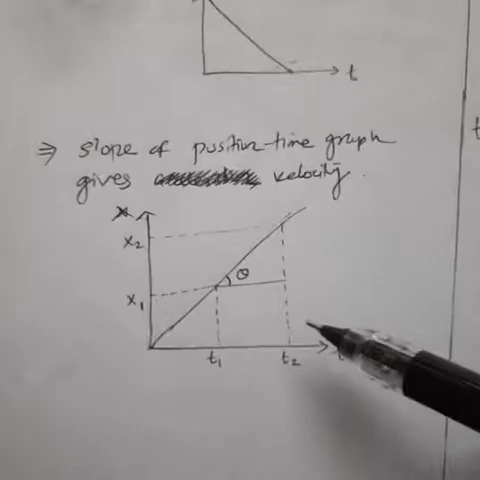 t
⇒ slope of position-time graph
gives velocity.
x
x₂
θ
x₁
t₁ t₂ t
t